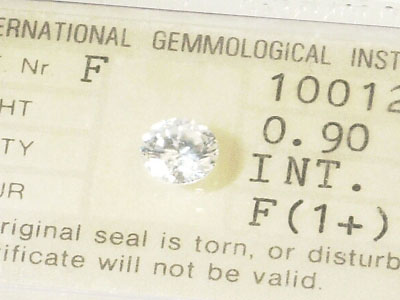 ERNATIONAL GEMMOLOGICAL INST
. Nr F 10012
HT 0.90
TY INT.
UR F(1+)
riginal seal is torn, or disturb
ificate will not be valid.